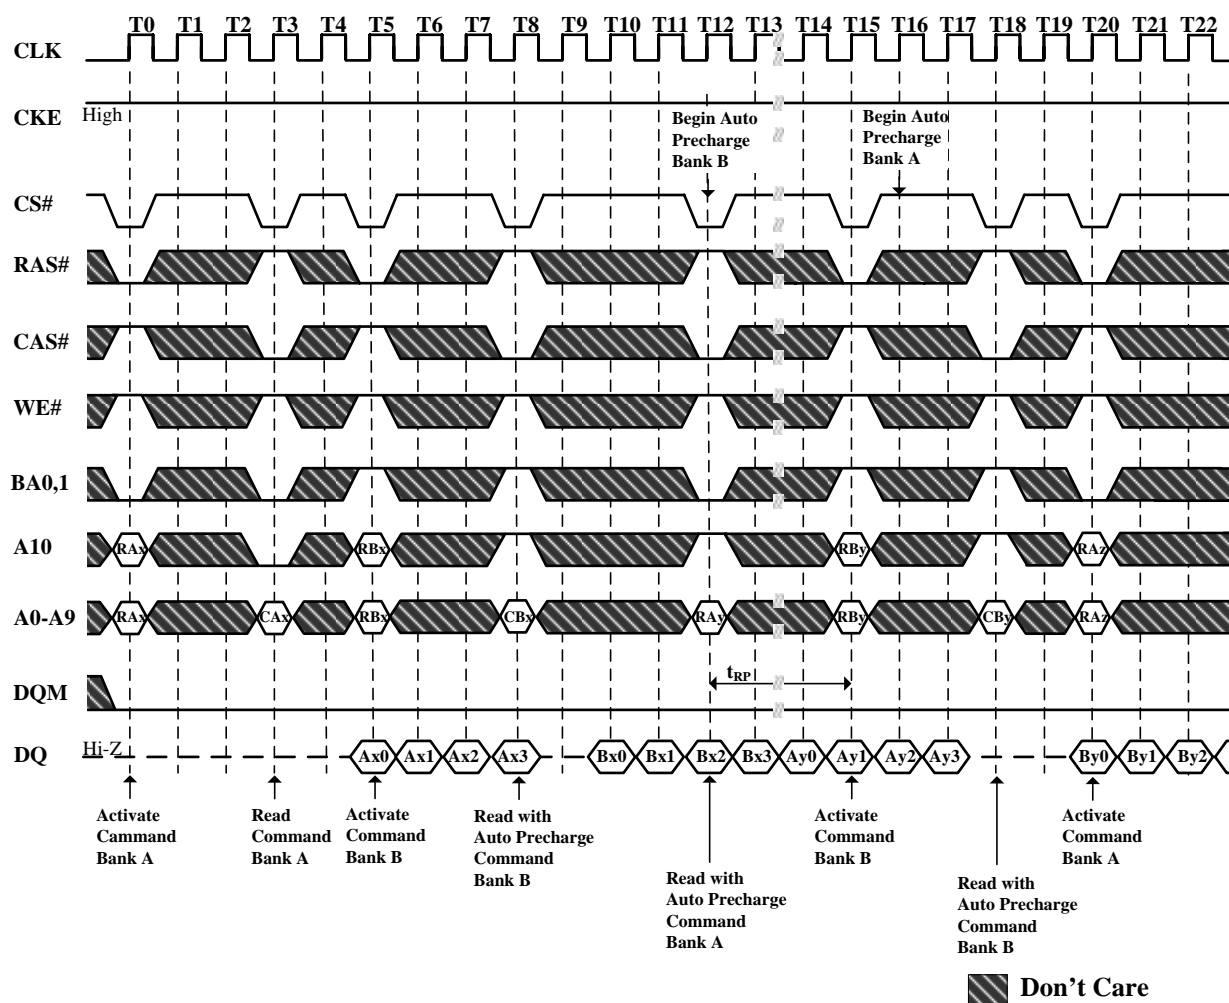 T0 T1 T2 T3 T4 T5 T6 T7 T8 T9 T10 T11 T12 T13 T14 T15 T16 T17 T18 T19 T20 T21 T22
CLK
CKE High
Begin Auto
Precharge
Bank B
Begin Auto
Precharge
Bank A
CS#
RAS#
CAS#
WE#
BA0,1
A10 RAx RBx RBy RAz
A0-A9 RAx CAx RBx CBx RAy RBy CBy RAz
tRP
DQM
DQ Hi-Z Ax0 Ax1 Ax2 Ax3 Bx0 Bx1 Bx2 Bx3 Ay0 Ay1 Ay2 Ay3 By0 By1 By2
Activate
Cammand
Bank A
Read
Command
Bank A
Activate
Command
Bank B
Read with
Auto Precharge
Command
Bank B
Read with
Auto Precharge
Command
Bank A
Activate
Command
Bank B
Read with
Auto Precharge
Command
Bank B
Activate
Command
Bank A
Don't Care